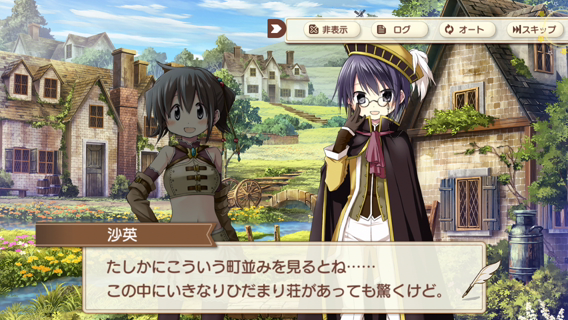 非表示
ログ
オート
スキップ
沙英
たしかにこういう町並みを見るとね……
この中にいきなりひだまり荘があっても驚くけど。